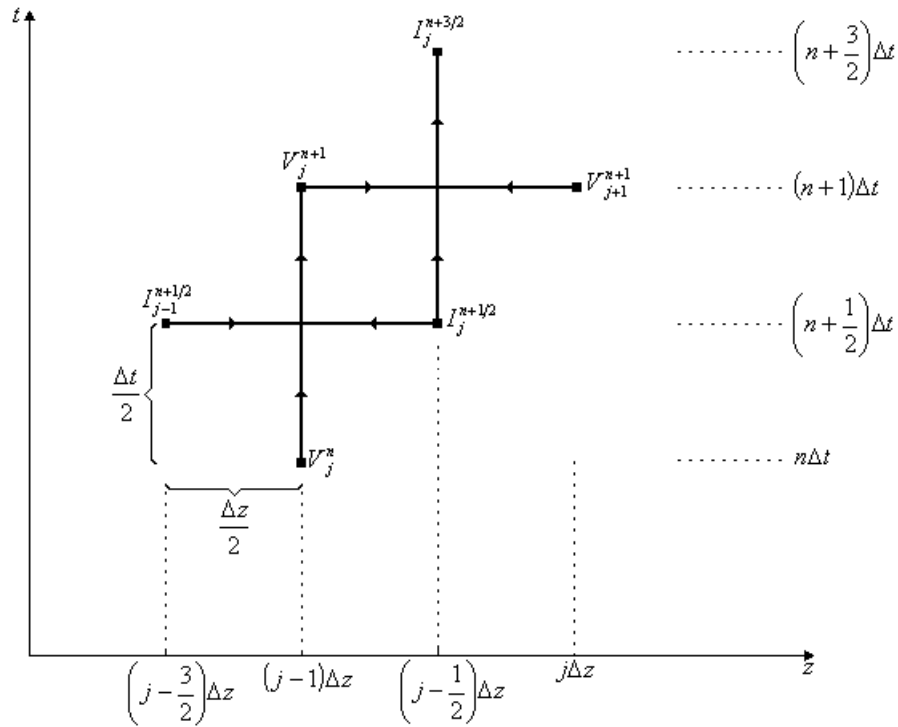 t
I_j^{n+3/2}
(n + 3/2)Δt
V_j^{n+1}
V_{j+1}^{n+1}
(n + 1)Δt
I_{j-1}^{n+1/2}
I_j^{n+1/2}
(n + 1/2)Δt
Δt/2
V_j^n
nΔt
Δz/2
(j − 3/2)Δz
(j − 1)Δz
(j − 1/2)Δz
jΔz
z